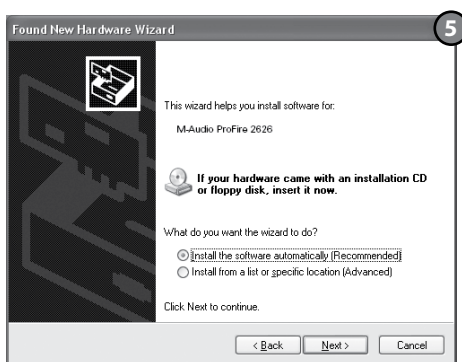 Found New Hardware Wizard
5
This wizard helps you install software for:
M-Audio ProFire 2626
If your hardware came with an installation CD
or floppy disk, insert it now.
What do you want the wizard to do?
Install the software automatically (Recommended)
Install from a list or specific location (Advanced)
Click Next to continue.
< Back
Next >
Cancel